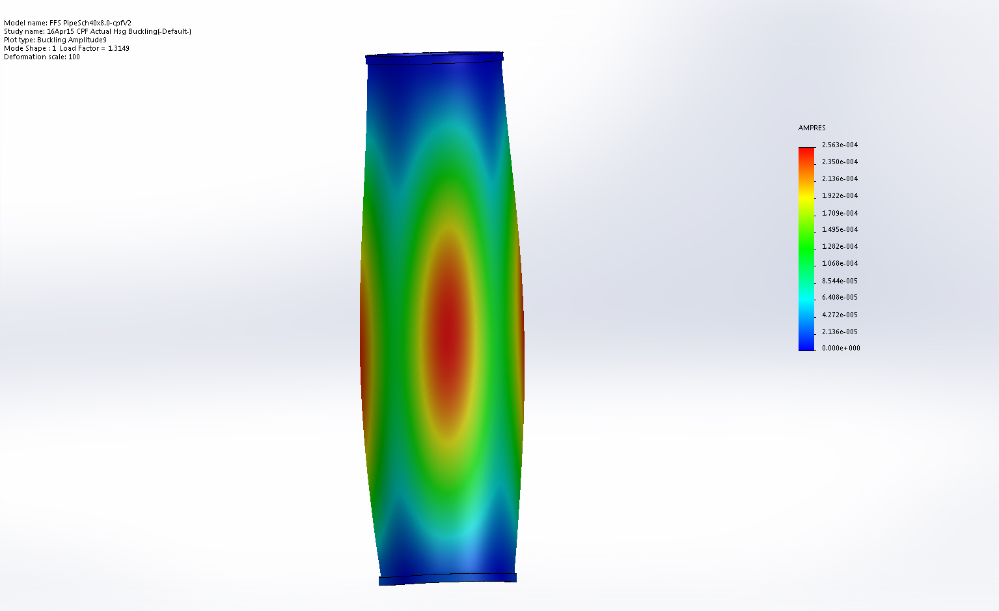 Model name: FFS PipeSch40x8.0-cpfV2
Study name: 16Apr15 CPF Actual Hsg Buckling(-Default-)
Plot type: Buckling Amplitude9
Mode Shape : 1  Load Factor =  1.3149
Deformation scale: 100
AMPRES
2.563e-004
2.350e-004
2.136e-004
1.922e-004
1.709e-004
1.495e-004
1.282e-004
1.068e-004
8.544e-005
6.408e-005
4.272e-005
2.136e-005
0.000e+000